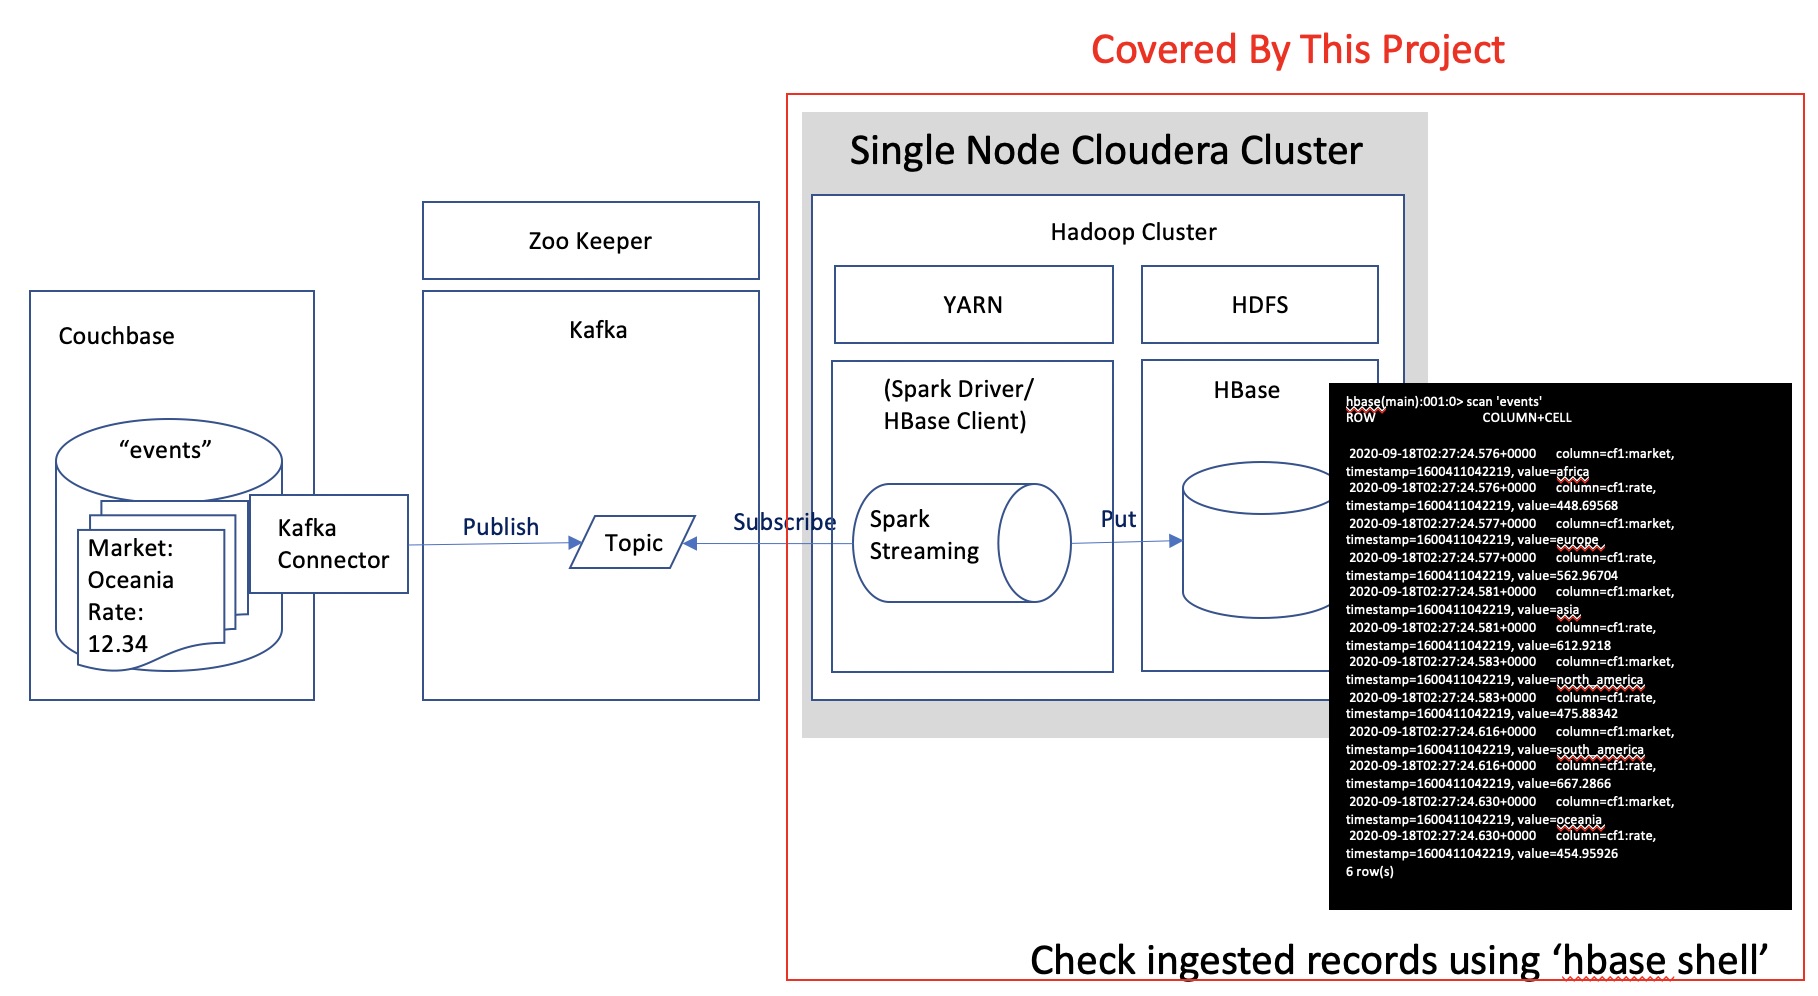 Covered By This Project
Single Node Cloudera Cluster
Hadoop Cluster
YARN
HDFS
Zoo Keeper
Kafka
Couchbase
“events”
Kafka
Connector
Market:
Oceania
Rate:
12.34
Publish
Topic
Subscribe
(Spark Driver/
HBase Client)
Spark
Streaming
Put
HBase
hbase(main):001:0> scan 'events'
ROW COLUMN+CELL
2020-09-18T02:27:24.576+0000 column=cf1:market,
timestamp=1600411042219, value=africa
2020-09-18T02:27:24.576+0000 column=cf1:rate,
timestamp=1600411042219, value=448.69568
2020-09-18T02:27:24.577+0000 column=cf1:market,
timestamp=1600411042219, value=europe
2020-09-18T02:27:24.577+0000 column=cf1:rate,
timestamp=1600411042219, value=562.96704
2020-09-18T02:27:24.581+0000 column=cf1:market,
timestamp=1600411042219, value=asia
2020-09-18T02:27:24.581+0000 column=cf1:rate,
timestamp=1600411042219, value=612.9218
2020-09-18T02:27:24.583+0000 column=cf1:market,
timestamp=1600411042219, value=north_america
2020-09-18T02:27:24.583+0000 column=cf1:rate,
timestamp=1600411042219, value=475.88342
2020-09-18T02:27:24.616+0000 column=cf1:market,
timestamp=1600411042219, value=south_america
2020-09-18T02:27:24.616+0000 column=cf1:rate,
timestamp=1600411042219, value=667.2866
2020-09-18T02:27:24.630+0000 column=cf1:market,
timestamp=1600411042219, value=oceania
2020-09-18T02:27:24.630+0000 column=cf1:rate,
timestamp=1600411042219, value=454.95926
6 row(s)
Check ingested records using ‘hbase shell’